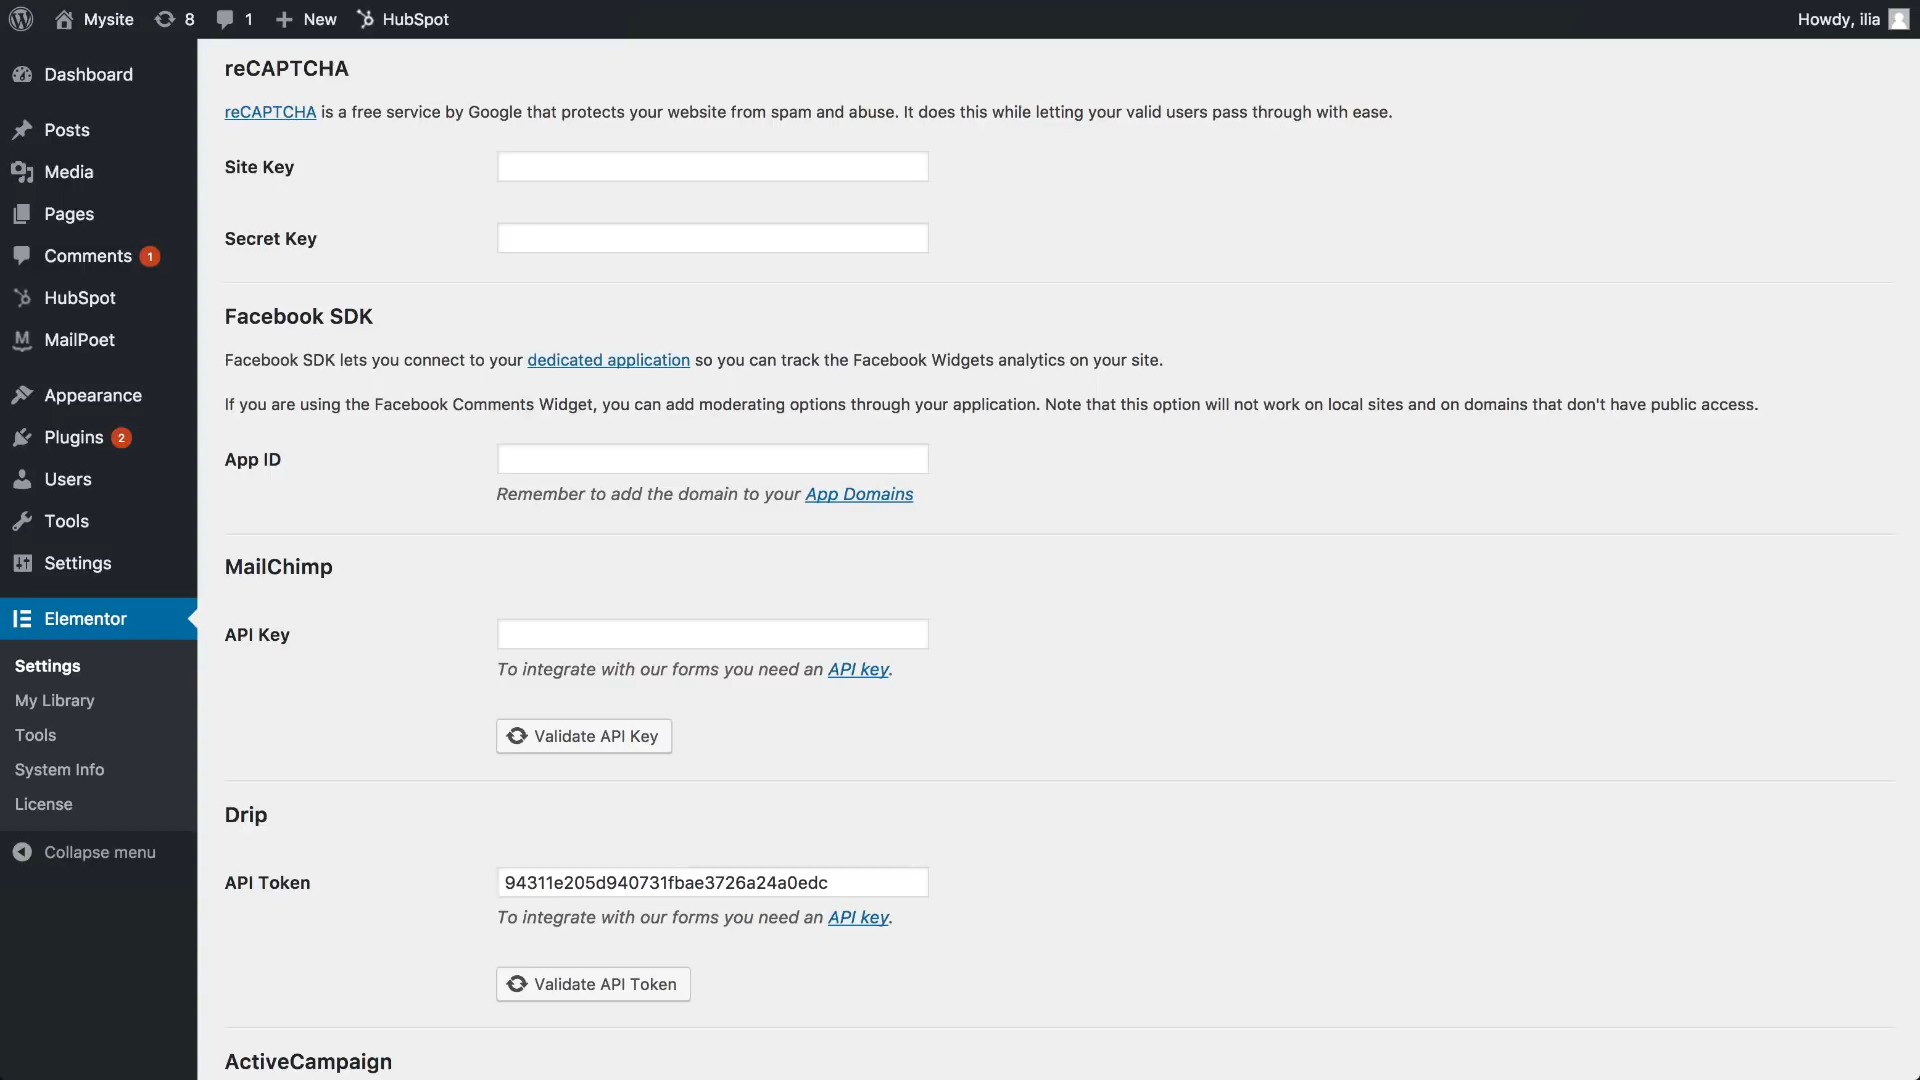 Mysite 8 1 New HubSpot Howdy, ilia
Dashboard
Posts
Media
Pages
Comments 1
HubSpot
M MailPoet
Appearance
Plugins 2
Users
Tools
Settings
Elementor
Settings
My Library
Tools
System Info
License
Collapse menu
reCAPTCHA
reCAPTCHA is a free service by Google that protects your website from spam and abuse. It does this while letting your valid users pass through with ease.
Site Key
Secret Key
Facebook SDK
Facebook SDK lets you connect to your dedicated application so you can track the Facebook Widgets analytics on your site.
If you are using the Facebook Comments Widget, you can add moderating options through your application. Note that this option will not work on local sites and on domains that don't have public access.
App ID
Remember to add the domain to your App Domains
MailChimp
API Key
To integrate with our forms you need an API key.
Validate API Key
Drip
API Token 94311e205d940731fbae3726a24a0edc
To integrate with our forms you need an API key.
Validate API Token
ActiveCampaign